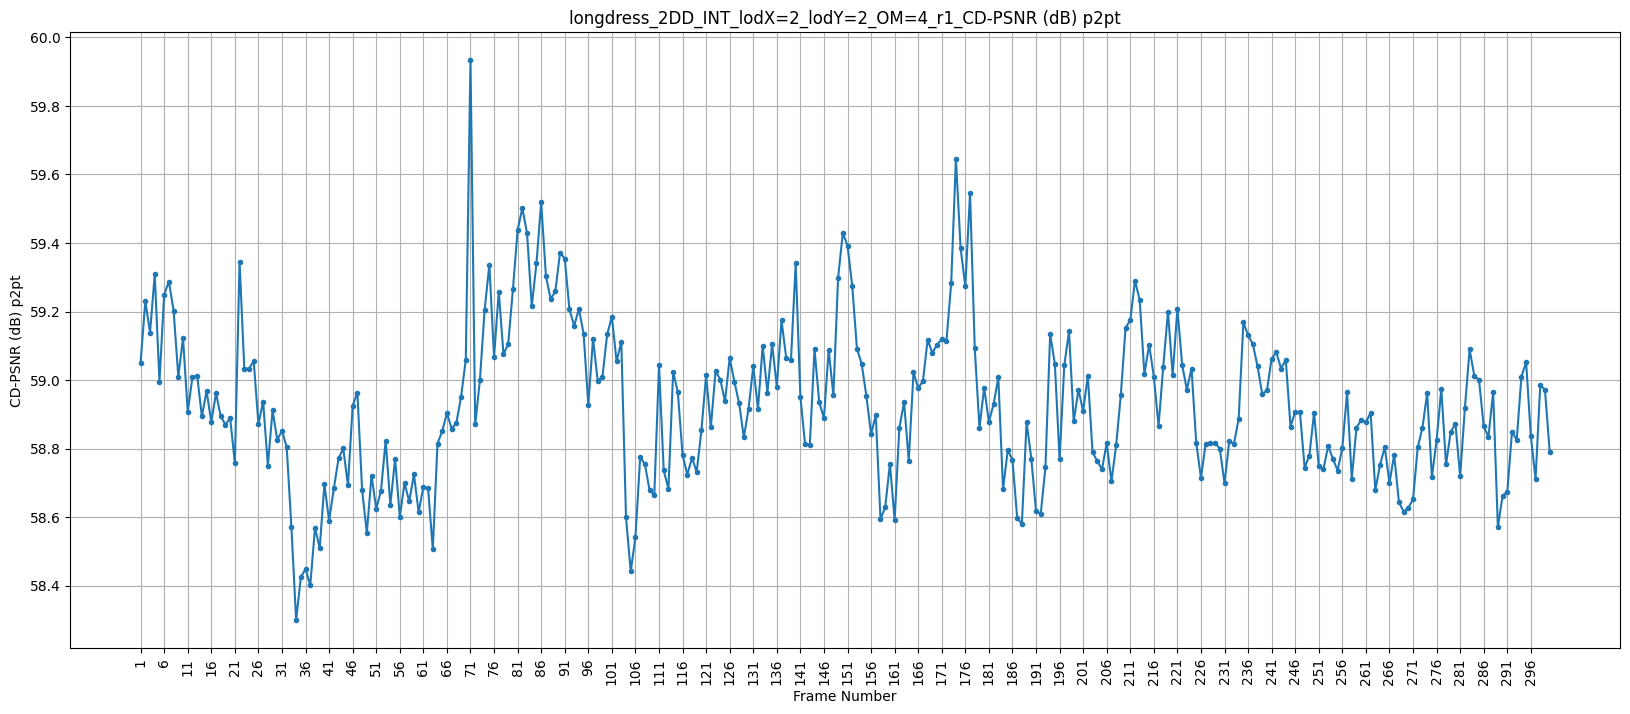 longdress_2DD_INT_lodX=2_lodY=2_OM=4_r1_CD-PSNR (dB) p2pt
CD-PSNR (dB) p2pt
60.0
59.8
59.6
59.4
59.2
59.0
58.8
58.6
58.4
1 6 11 16 21 26 31 36 41 46 51 56 61 66 71 76 81 86 91 96 101 106 111 116 121 126 131 136 141 146 151 156 161 166 171 176 181 186 191 196 201 206 211 216 221 226 231 236 241 246 251 256 261 266 271 276 281 286 291 296
Frame Number